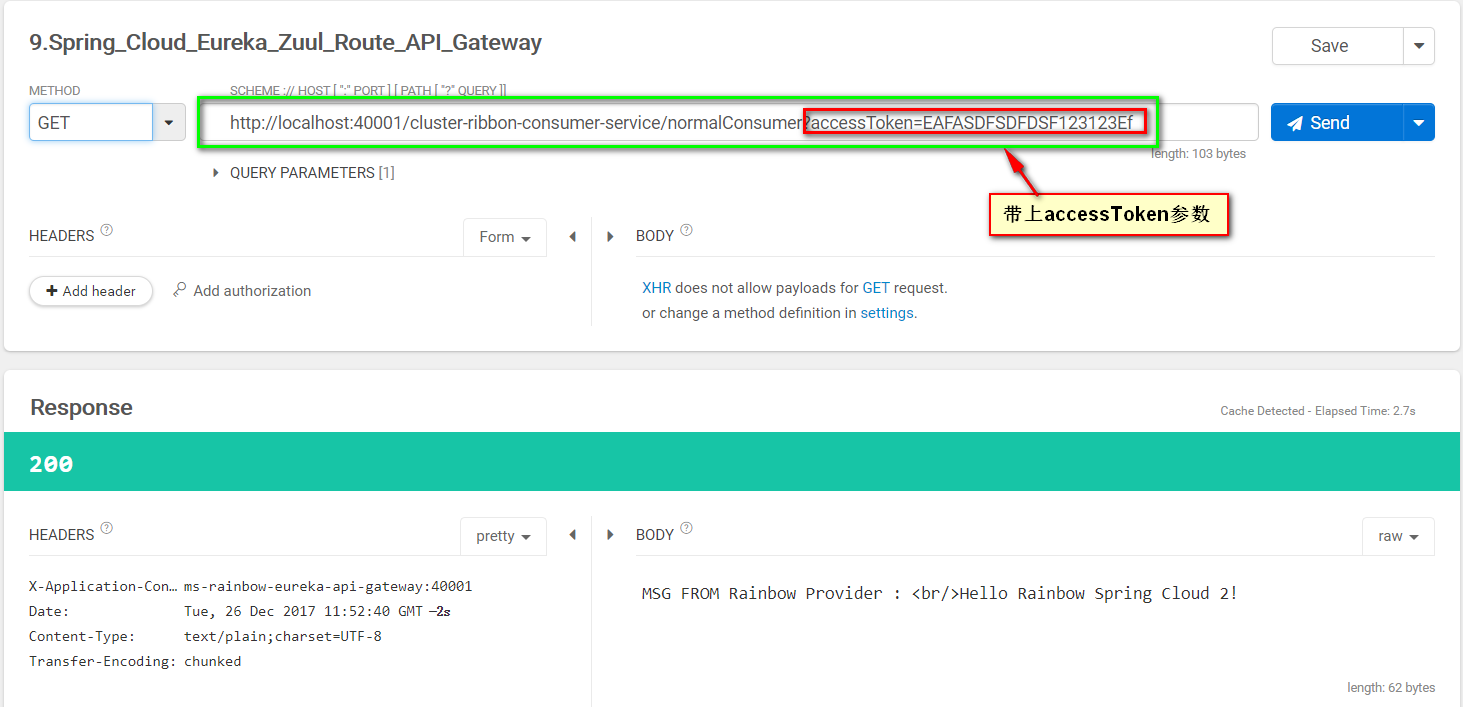 9.Spring_Cloud_Eureka_Zuul_Route_API_Gateway
Save
METHOD
SCHEME :// HOST [ ":" PORT ] [ PATH [ "?" QUERY ]]
GET
http://localhost:40001/cluster-ribbon-consumer-service/normalConsumer?accessToken=EAFASDFSDFDSF123123Ef
Send
length: 103 bytes
QUERY PARAMETERS [1]
带上accessToken参数
HEADERS ?
Form
BODY ?
Add header
Add authorization
XHR does not allow payloads for GET request.
or change a method definition in settings.
Response
Cache Detected - Elapsed Time: 2.7s
200
HEADERS ?
pretty
BODY ?
raw
X-Application-Con… ms-rainbow-eureka-api-gateway:40001
Date: Tue, 26 Dec 2017 11:52:40 GMT −2s
Content-Type: text/plain;charset=UTF-8
Transfer-Encoding: chunked
MSG FROM Rainbow Provider : <br/>Hello Rainbow Spring Cloud 2!
length: 62 bytes